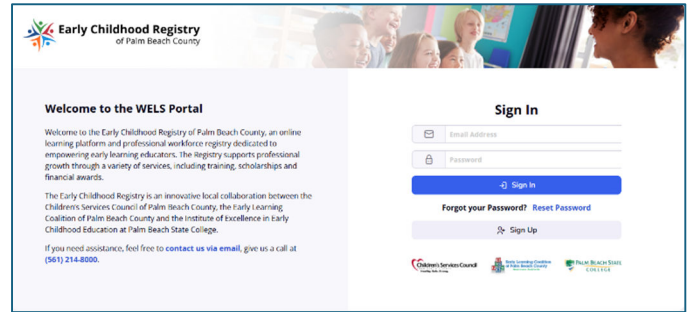 Early Childhood Registry
of Palm Beach County
Welcome to the WELS Portal
Welcome to the Early Childhood Registry of Palm Beach County, an online
learning platform and professional workforce registry dedicated to
empowering early learning educators. The Registry supports professional
growth through a variety of services, including training, scholarships and
financial awards.
The Early Childhood Registry is an innovative local collaboration between the
Children's Services Council of Palm Beach County, the Early Learning
Coalition of Palm Beach County and the Institute of Excellence in Early
Childhood Education at Palm Beach State College.
If you need assistance, feel free to contact us via email, give us a call at
(561) 214-8000.
Sign In
Email Address
Password
Sign In
Forgot your Password? Reset Password
Sign Up
Children's Services Council
Early Learning Coalition
of Palm Beach County
PALM BEACH STATE
COLLEGE